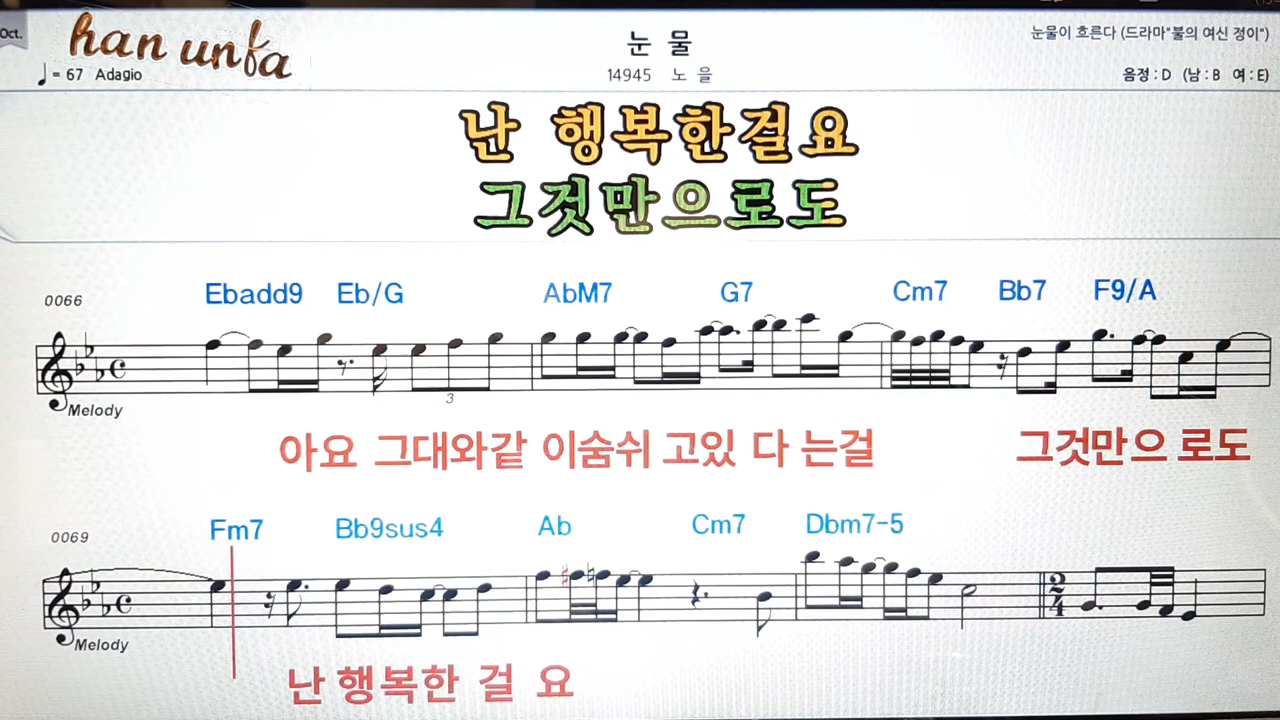 Oct.
han unfa
눈 물
눈물이 흐른다 (드라마"불의 여신 정이")
♩= 67 Adagio
14945 노 을
음정 : D (남 : B 여 : E)
난 행복한걸요
그것만으로도
0066
Ebadd9 Eb/G AbM7 G7 Cm7 Bb7 F9/A
3
Melody
아요 그대와같 이숨쉬 고있 다 는걸 그것만으 로도
0069
Fm7 Bb9sus4 Ab Cm7 Dbm7-5
2
4
Melody
난 행복한 걸 요